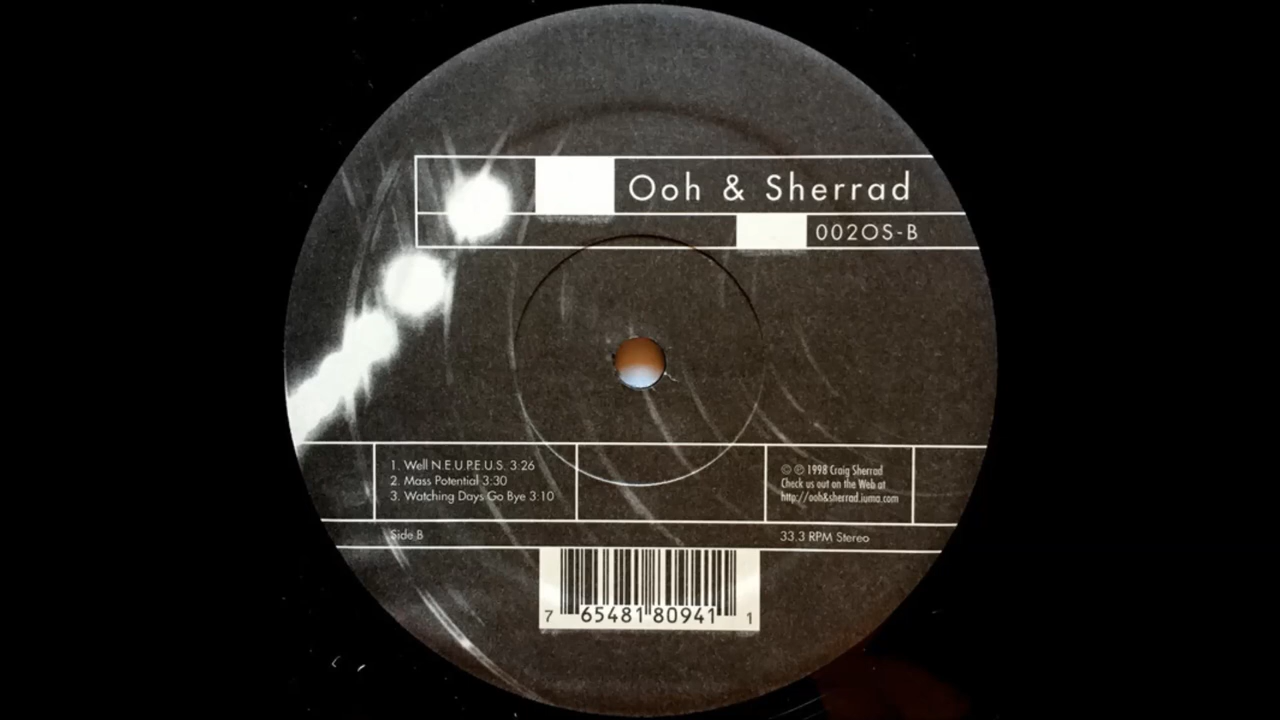 Ooh & Sherrad
002OS-B
1. Well N.E.U.P.E.U.S. 3:26
2. Mass Potential 3:30
3. Watching Days Go Bye 3:10
© ℗ 1998 Craig Sherrad
Check us out on the Web at
http://ooh&sherrad.iuma.com
Side B
33.3 RPM Stereo
7 65481 80941 1